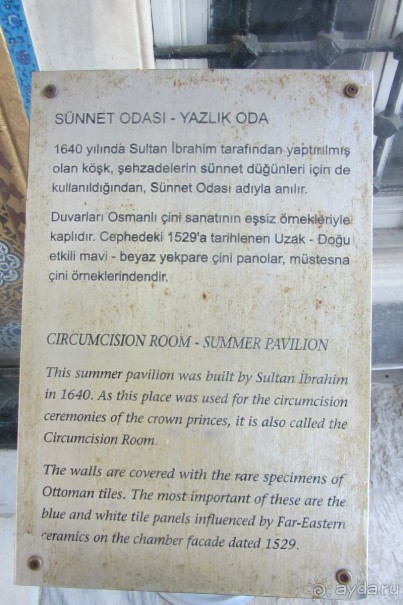 SÜNNET ODASI - YAZLIK ODA
1640 yılında Sultan İbrahim tarafından yaptırılmış
olan köşk, şehzadelerin sünnet düğünleri için de
kullanıldığından, Sünnet Odası adıyla anılır.
Duvarları Osmanlı çini sanatının eşsiz örnekleriyle
kaplıdır. Cephedeki 1529'a tarihlenen Uzak - Doğu
etkili mavi - beyaz yekpare çini panolar, müstesna
çini örneklerindendir.
CIRCUMCISION ROOM - SUMMER PAVILION
This summer pavilion was built by Sultan İbrahim
in 1640. As this place was used for the circumcision
ceremonies of the crown princes, it is also called the
Circumcision Room.
The walls are covered with the rare specimens of
Ottoman tiles. The most important of these are the
blue and white tile panels influenced by Far-Eastern
ceramics on the chamber facade dated 1529.
ayda.ru